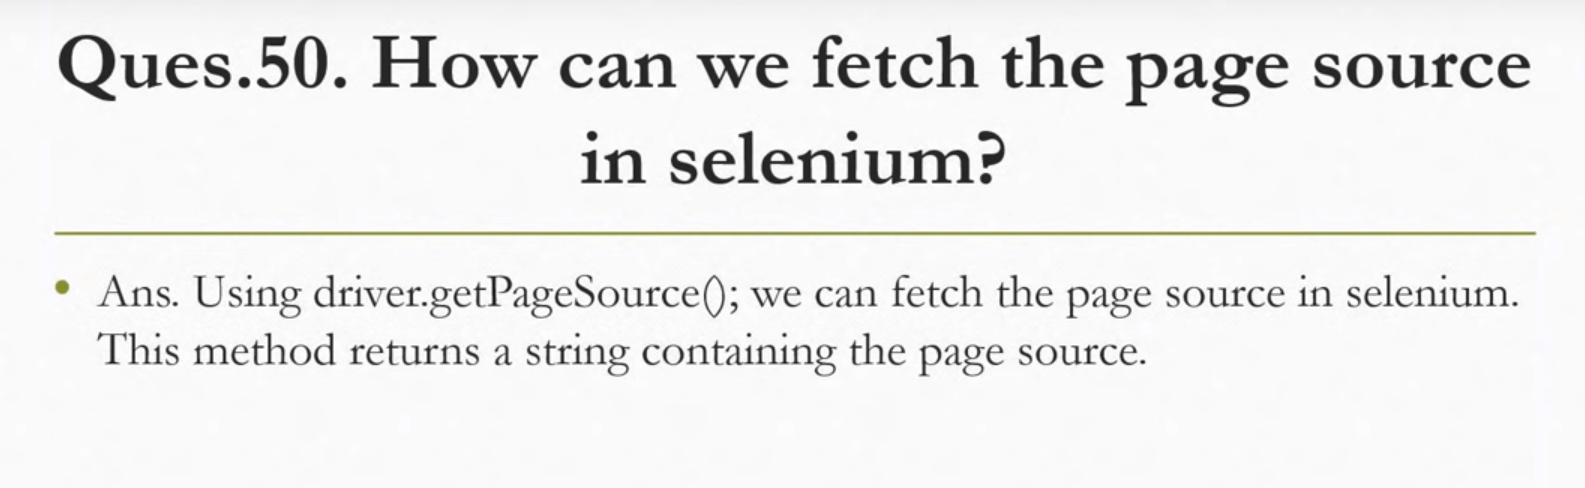 Ques.50. How can we fetch the page source
in selenium?
• Ans. Using driver.getPageSource(); we can fetch the page source in selenium.
This method returns a string containing the page source.